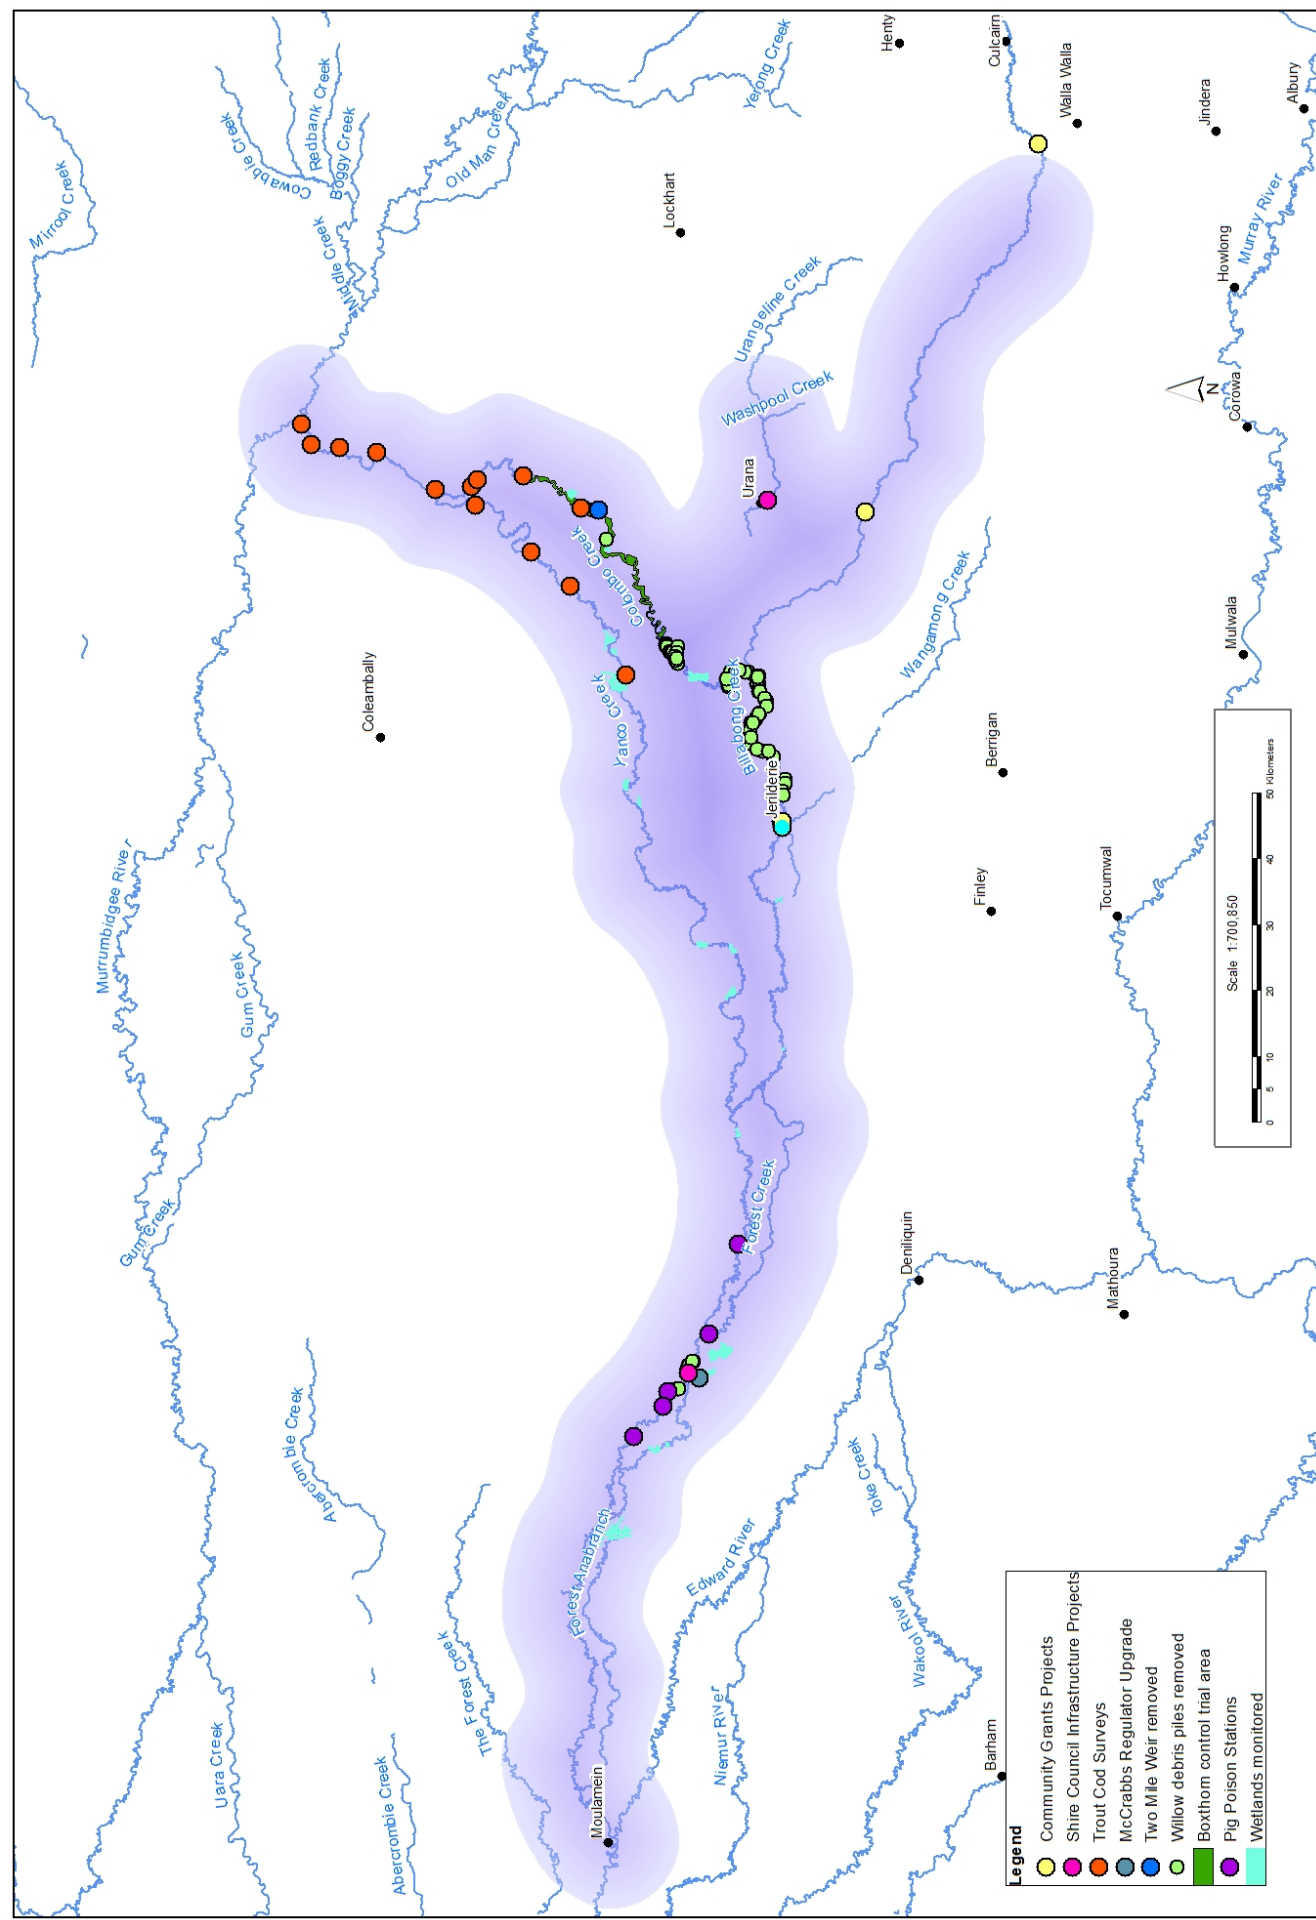 Mirrool Creek
Cowabbie Creek
Redbank Creek
Boggy Creek
Middle Creek
Old Man Creek
Yerong Creek
Henty
Culcairn
Walla Walla
Jindera
Albury
Lockhart
Urangeline Creek
Washpool Creek
Urana
Howlong
Murray River
Corowa
N
Coleambally
Colombo Creek
Yanco Creek
Billabong Creek
Jerilderie
Wangamong Creek
Berrigan
Mulwala
Finley
Tocumwal
Murrumbidgee River
Gum Creek
Gum Creek
Forest Creek
Deniliquin
Mathoura
Abercrombie Creek
Forest Anabranch
Edward River
Toke Creek
Wakool River
The Forest Creek
Niemur River
Moulamein
Barham
Uara Creek
Abercrombie Creek
Scale 1:700,850
0 5 10 20 30 40 50 Kilometers
Legend
Community Grants Projects
Shire Council Infrastructure Projects
Trout Cod Surveys
McCrabbs Regulator Upgrade
Two Mile Weir removed
Willow debris piles removed
Boxthorn control trial area
Pig Poison Stations
Wetlands monitored